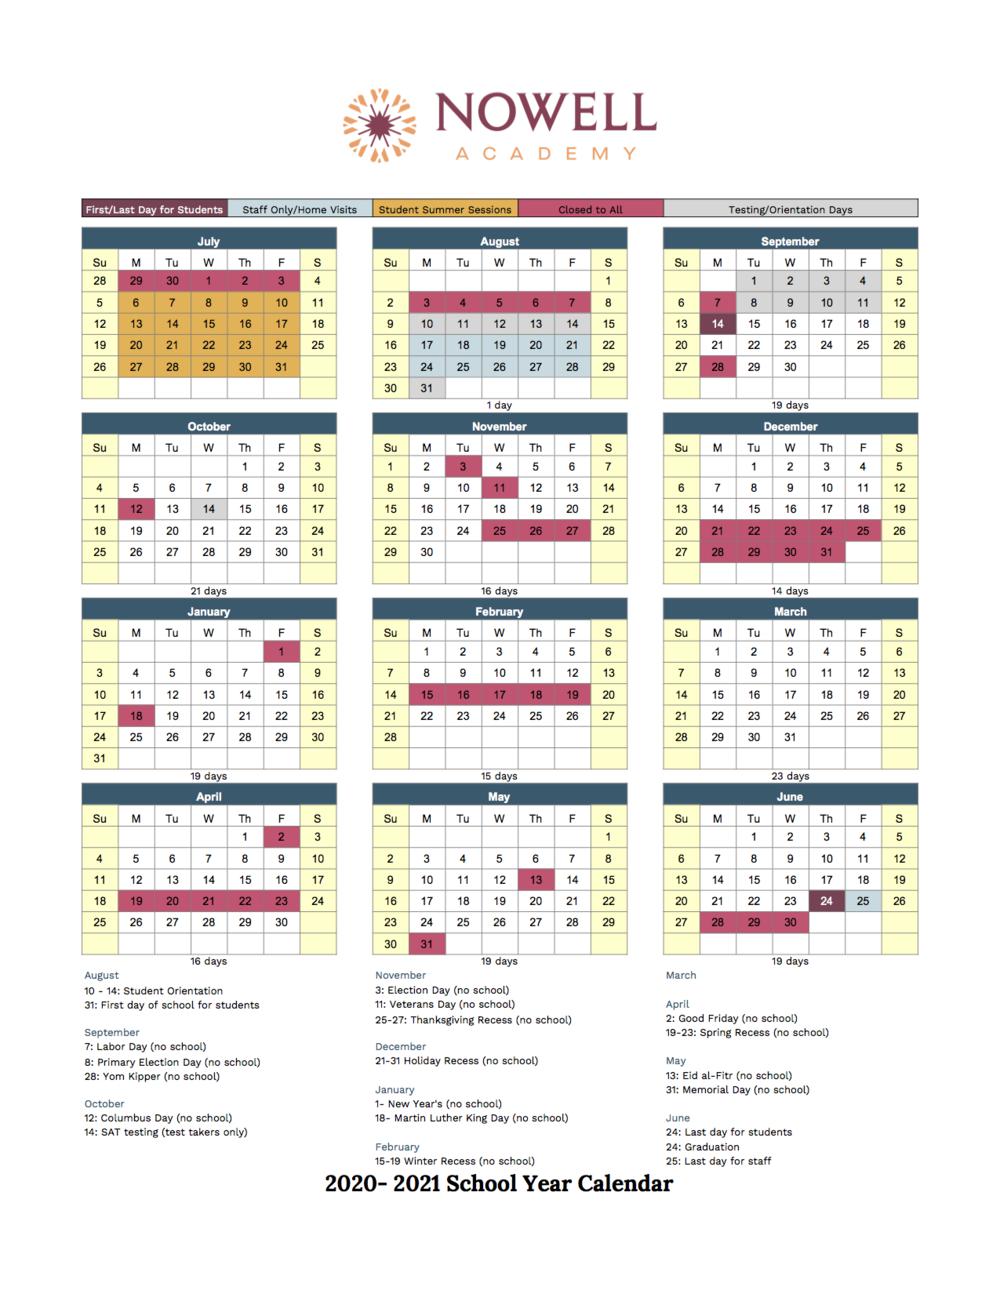 NOWELL
ACADEMY
First/Last Day for Students Staff Only/Home Visits Student Summer Sessions Closed to All Testing/Orientation Days
July
Su M Tu W Th F S
28 29 30 1 2 3 4
5 6 7 8 9 10 11
12 13 14 15 16 17 18
19 20 21 22 23 24 25
26 27 28 29 30 31
August
Su M Tu W Th F S
1
2 3 4 5 6 7 8
9 10 11 12 13 14 15
16 17 18 19 20 21 22
23 24 25 26 27 28 29
30 31
1 day
September
Su M Tu W Th F S
1 2 3 4 5
6 7 8 9 10 11 12
13 14 15 16 17 18 19
20 21 22 23 24 25 26
27 28 29 30
19 days
October
Su M Tu W Th F S
1 2 3
4 5 6 7 8 9 10
11 12 13 14 15 16 17
18 19 20 21 22 23 24
25 26 27 28 29 30 31
21 days
November
Su M Tu W Th F S
1 2 3 4 5 6 7
8 9 10 11 12 13 14
15 16 17 18 19 20 21
22 23 24 25 26 27 28
29 30
16 days
December
Su M Tu W Th F S
1 2 3 4 5
6 7 8 9 10 11 12
13 14 15 16 17 18 19
20 21 22 23 24 25 26
27 28 29 30 31
14 days
January
Su M Tu W Th F S
1 2
3 4 5 6 7 8 9
10 11 12 13 14 15 16
17 18 19 20 21 22 23
24 25 26 27 28 29 30
31
19 days
February
Su M Tu W Th F S
1 2 3 4 5 6
7 8 9 10 11 12 13
14 15 16 17 18 19 20
21 22 23 24 25 26 27
28
15 days
March
Su M Tu W Th F S
1 2 3 4 5 6
7 8 9 10 11 12 13
14 15 16 17 18 19 20
21 22 23 24 25 26 27
28 29 30 31
23 days
April
Su M Tu W Th F S
1 2 3
4 5 6 7 8 9 10
11 12 13 14 15 16 17
18 19 20 21 22 23 24
25 26 27 28 29 30
16 days
May
Su M Tu W Th F S
1
2 3 4 5 6 7 8
9 10 11 12 13 14 15
16 17 18 19 20 21 22
23 24 25 26 27 28 29
30 31
19 days
June
Su M Tu W Th F S
1 2 3 4 5
6 7 8 9 10 11 12
13 14 15 16 17 18 19
20 21 22 23 24 25 26
27 28 29 30
19 days
August
10 - 14: Student Orientation
31: First day of school for students
September
7: Labor Day (no school)
8: Primary Election Day (no school)
28: Yom Kipper (no school)
October
12: Columbus Day (no school)
14: SAT testing (test takers only)
November
3: Election Day (no school)
11: Veterans Day (no school)
25-27: Thanksgiving Recess (no school)
December
21-31 Holiday Recess (no school)
January
1- New Year's (no school)
18- Martin Luther King Day (no school)
February
15-19 Winter Recess (no school)
March
April
2: Good Friday (no school)
19-23: Spring Recess (no school)
May
13: Eid al-Fitr (no school)
31: Memorial Day (no school)
June
24: Last day for students
24: Graduation
25: Last day for staff
2020- 2021 School Year Calendar